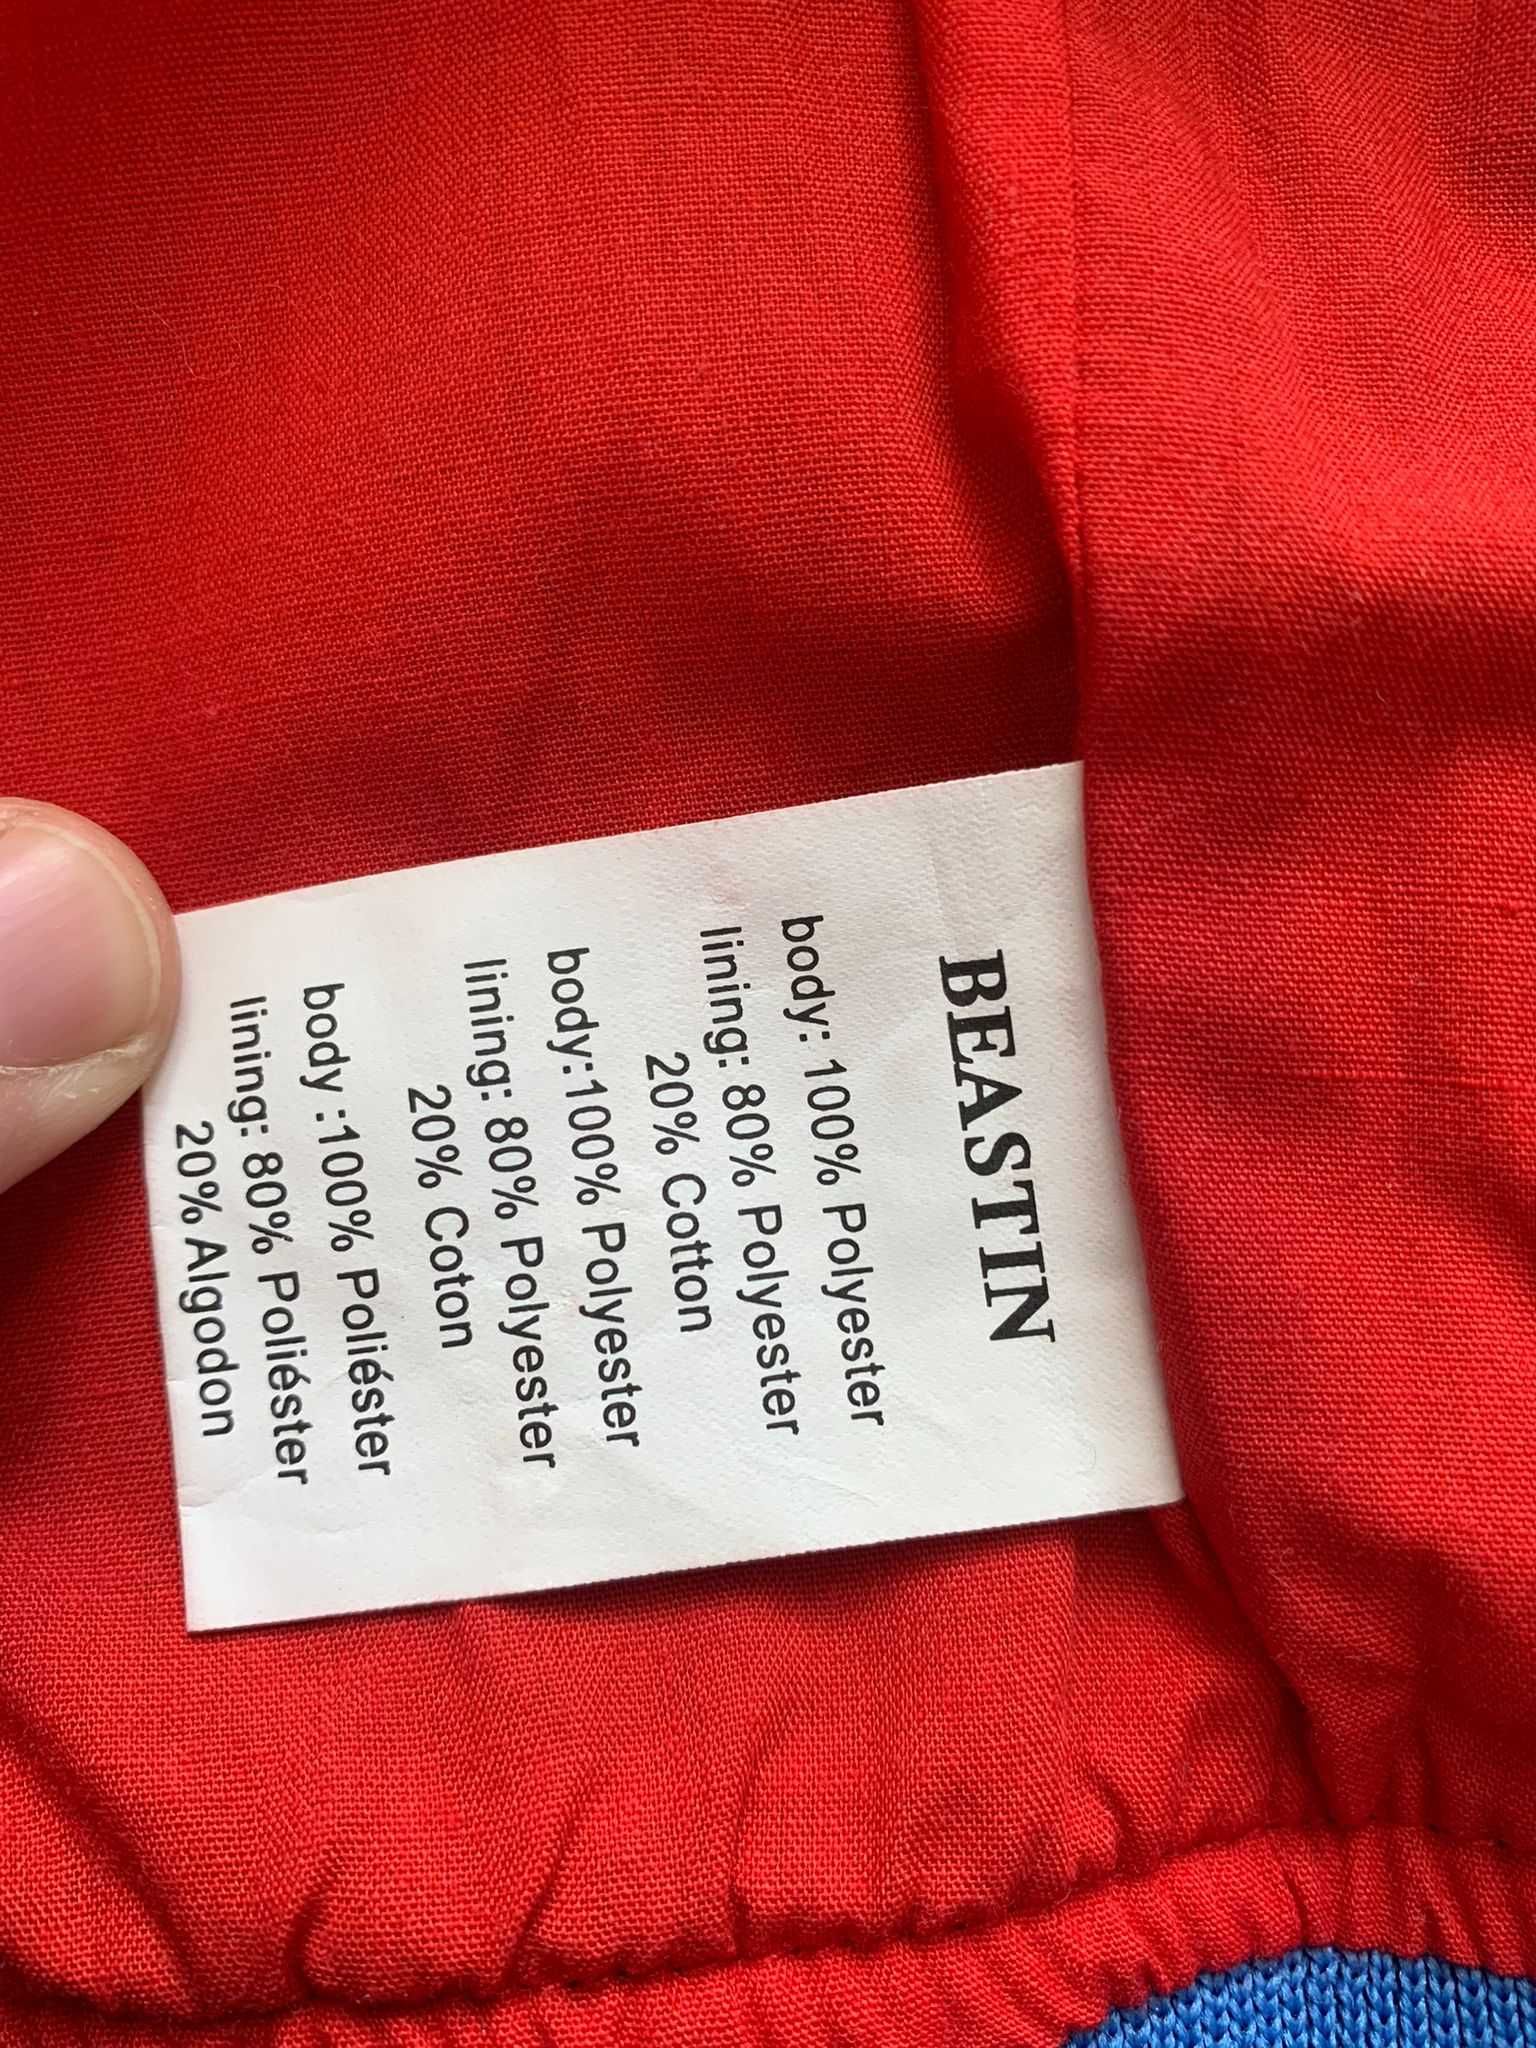 BEASTIN
body: 100% Polyester
lining: 80% Polyester
20% Cotton
body:100% Polyester
lining: 80% Polyester
20% Coton
body :100% Poliéster
lining: 80% Poliéster
20% Algodon